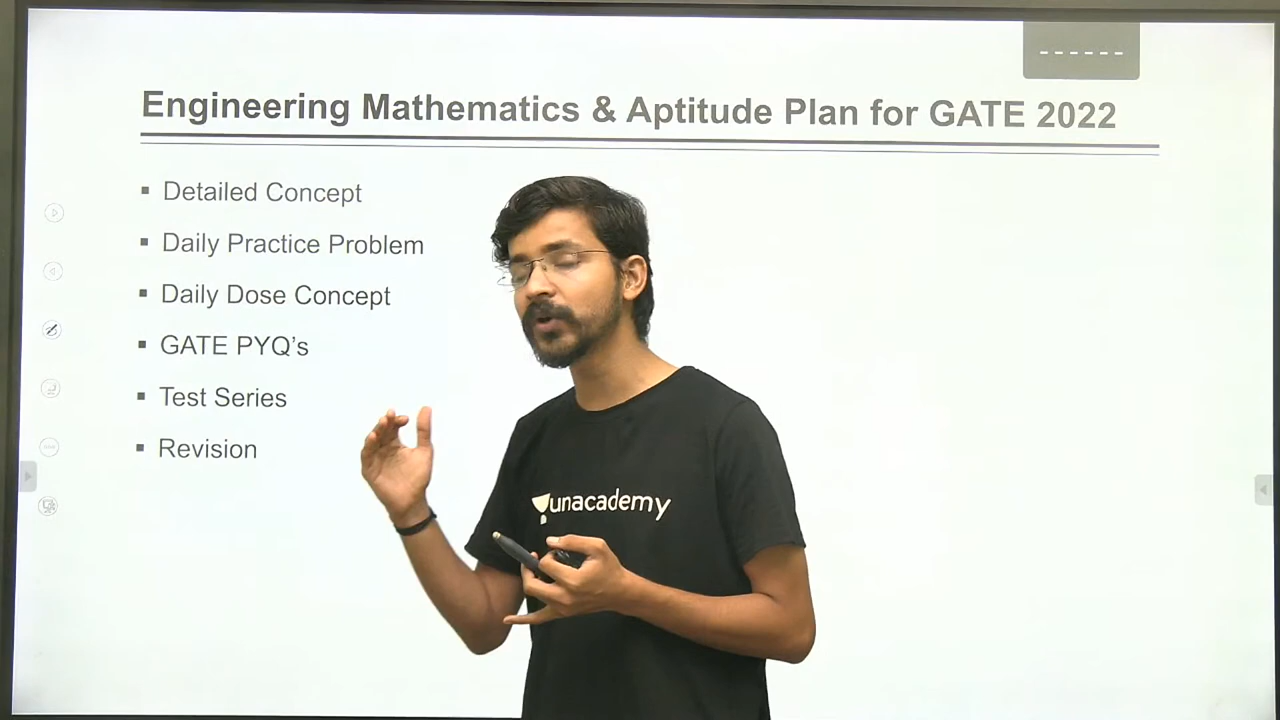 Engineering Mathematics & Aptitude Plan for GATE 2022
Detailed Concept
Daily Practice Problem
Daily Dose Concept
GATE PYQ’s
Test Series
Revision
unacademy